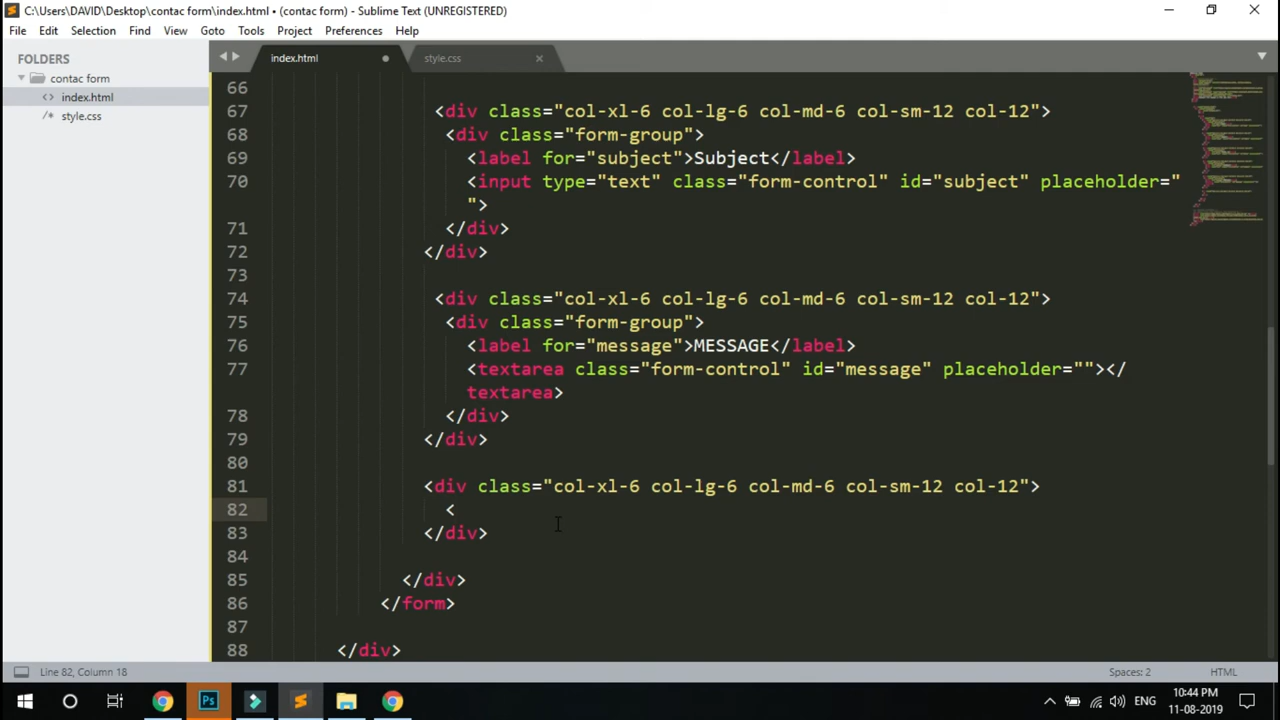 C:\Users\DAVID\Desktop\contac form\index.html • (contac form) - Sublime Text (UNREGISTERED)
File Edit Selection Find View Goto Tools Project Preferences Help
FOLDERS
contac form
<> index.html
/* style.css
index.html style.css
66
67 <div class="col-xl-6 col-lg-6 col-md-6 col-sm-12 col-12">
68 <div class="form-group">
69 <label for="subject">Subject</label>
70 <input type="text" class="form-control" id="subject" placeholder="
">
71 </div>
72 </div>
73
74 <div class="col-xl-6 col-lg-6 col-md-6 col-sm-12 col-12">
75 <div class="form-group">
76 <label for="message">MESSAGE</label>
77 <textarea class="form-control" id="message" placeholder=""></
textarea>
78 </div>
79 </div>
80
81 <div class="col-xl-6 col-lg-6 col-md-6 col-sm-12 col-12">
82 <
83 </div>
84
85 </div>
86 </form>
87
88 </div>
Line 82, Column 18 Spaces: 2 HTML
Ps ENG 10:44 PM
11-08-2019